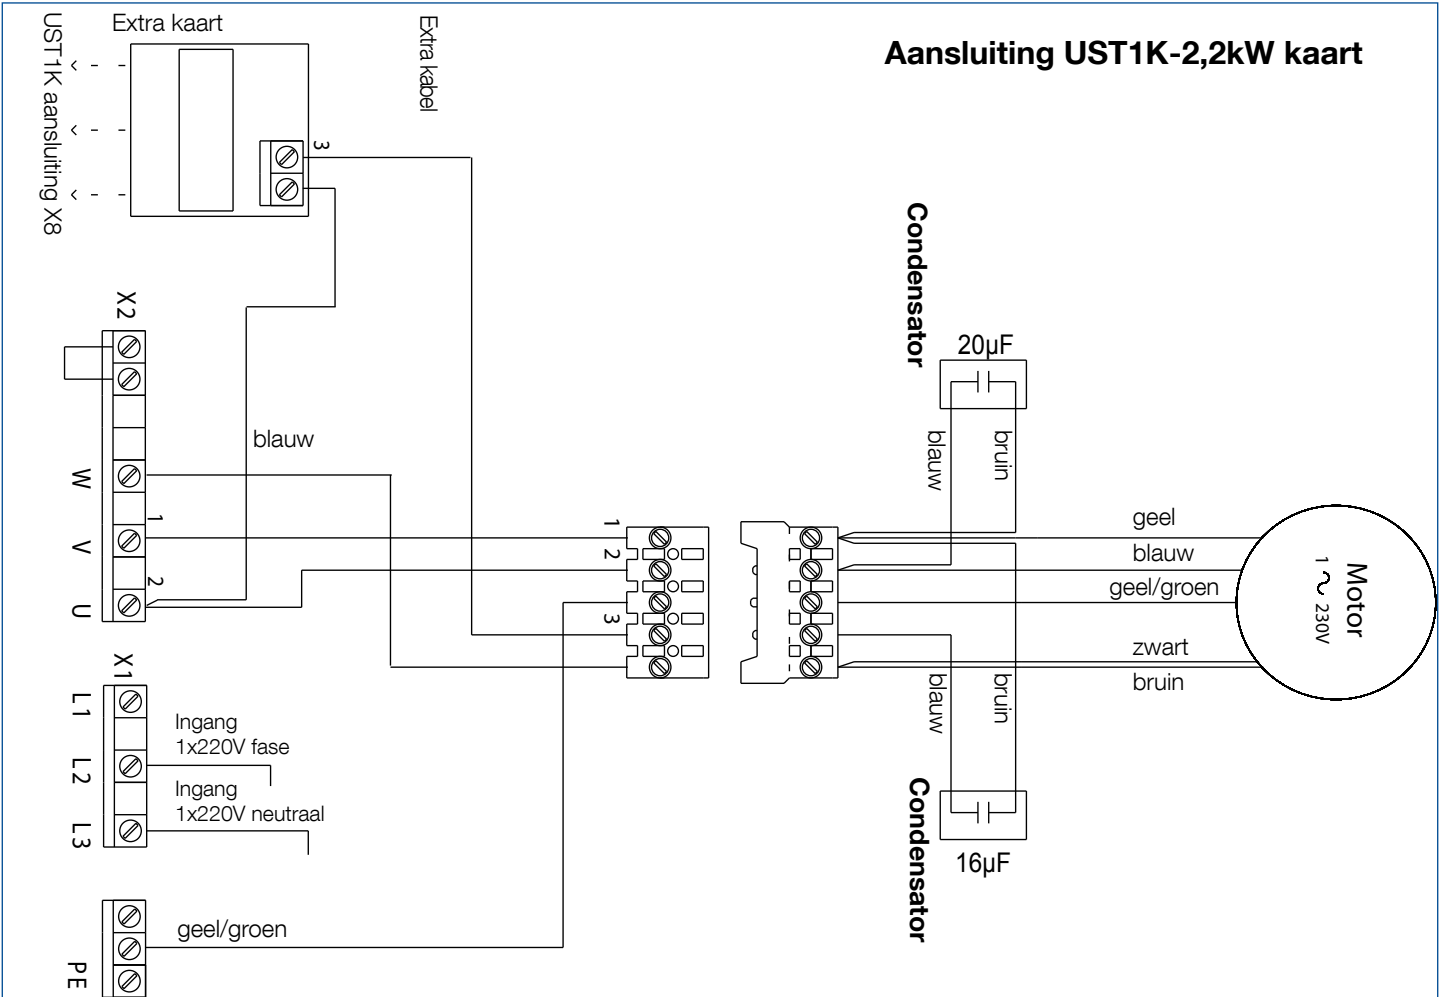 Aansluiting UST1K-2,2kW kaart
Extra kaart
UST1K aansluiting X8
Extra kabel
3
X2
W
V
U
1
2
blauw
X1
L1
L2
L3
Ingang
1x220V fase
Ingang
1x220V neutraal
PE
geel/groen
1
2
3
Condensator
20µF
blauw
bruin
geel
blauw
geel/groen
zwart
bruin
Motor
1 ~ 230V
blauw
bruin
Condensator
16µF